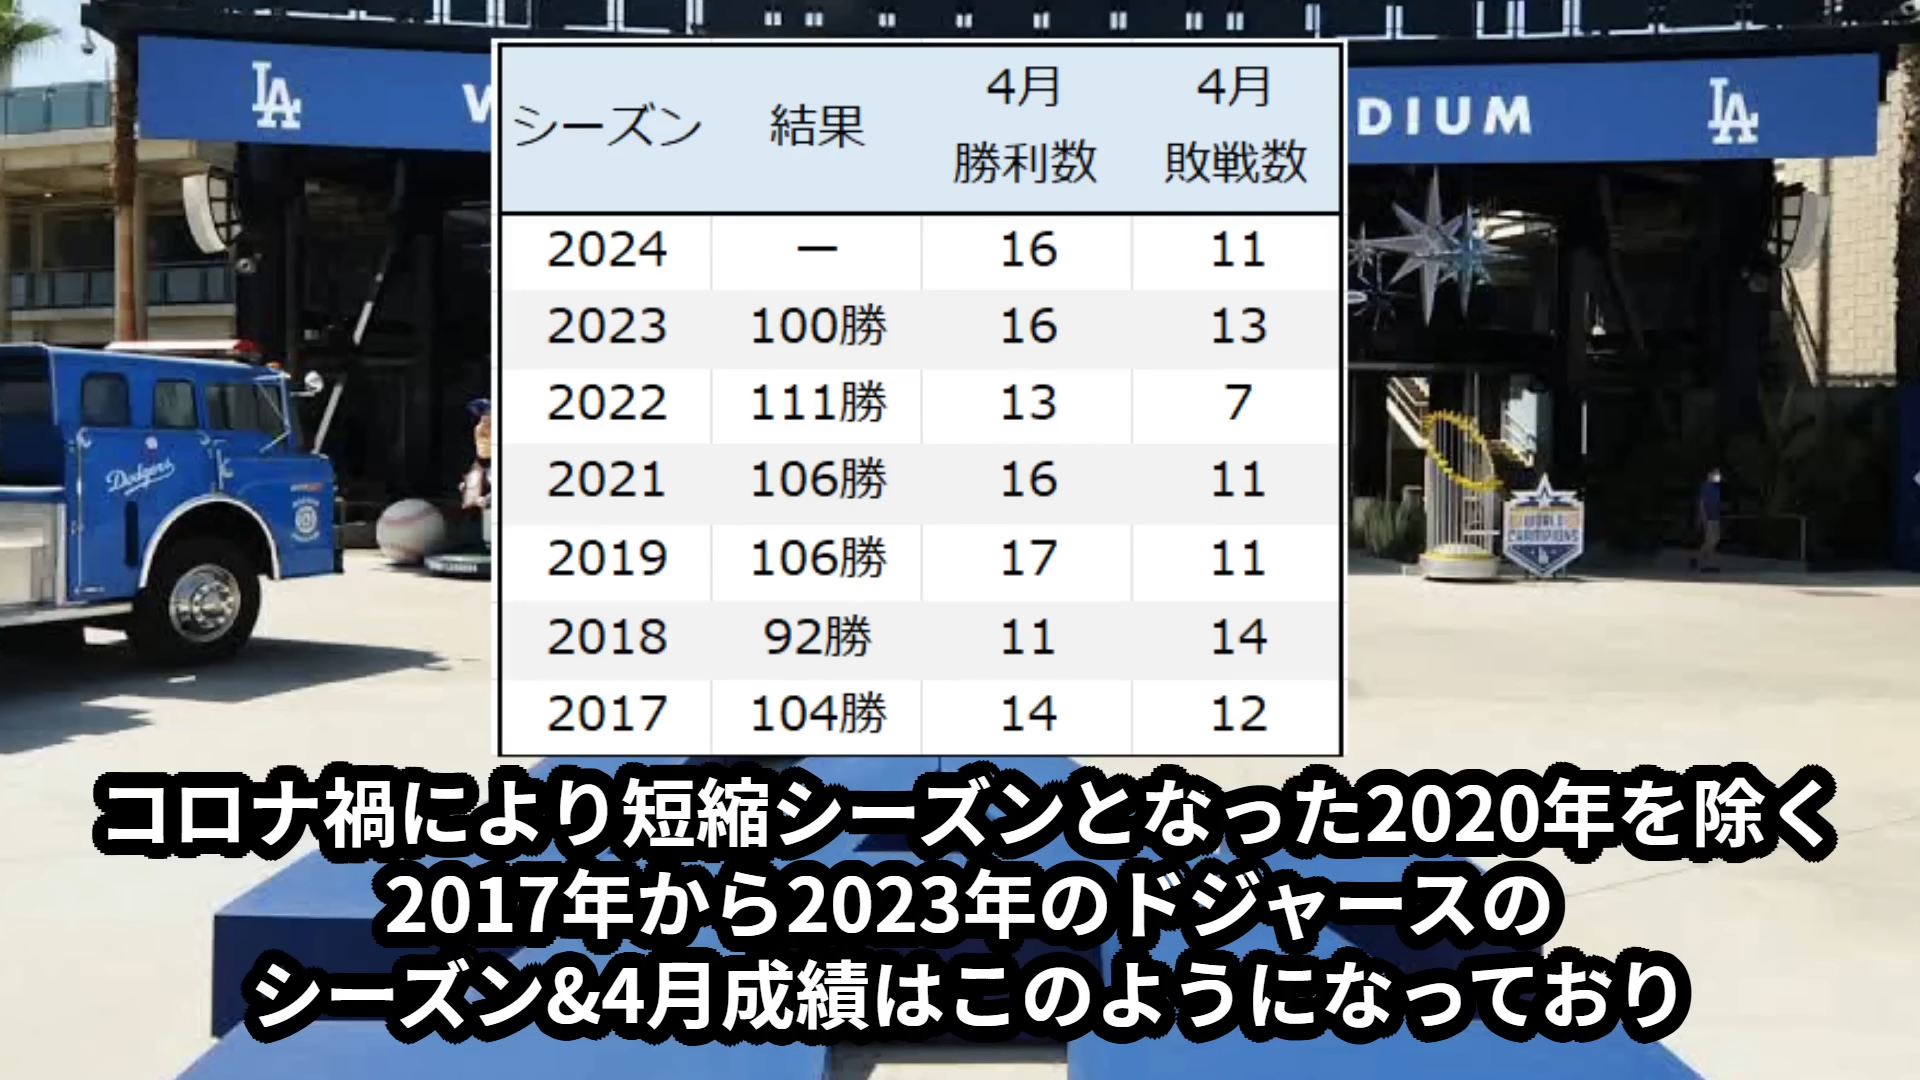 LA
DIUM
LA
シーズン 結果 4月勝利数 4月敗戦数
2024 ー 16 11
2023 100勝 16 13
2022 111勝 13 7
2021 106勝 16 11
2019 106勝 17 11
2018 92勝 11 14
2017 104勝 14 12
Dodgers
WORLD
CHAMPIONS
コロナ禍により短縮シーズンとなった2020年を除く
2017年から2023年のドジャースの
シーズン&4月成績はこのようになっており